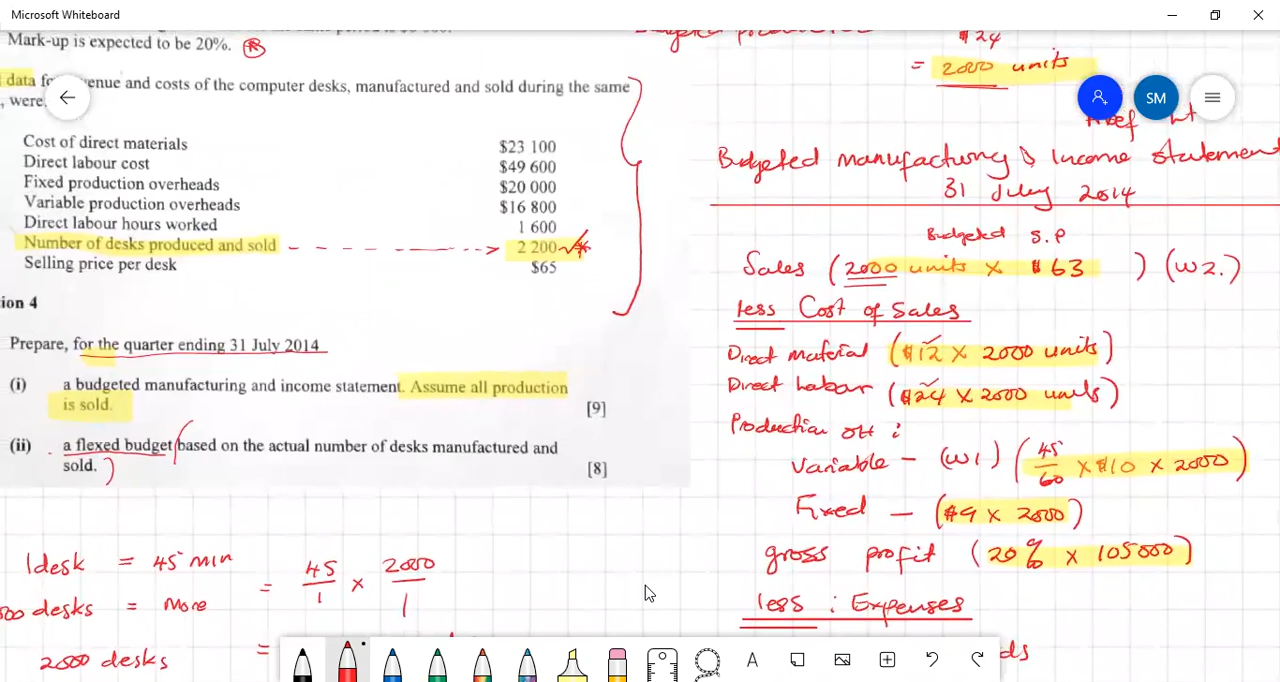 Microsoft Whiteboard
Mark-up is expected to be 20%.
data for
venue and costs of the computer desks, manufactured and sold during the same
, were
Cost of direct materials $23 100
Direct labour cost $49 600
Fixed production overheads $20 000
Variable production overheads $16 800
Direct labour hours worked 1 600
Number of desks produced and sold 2 200
Selling price per desk $65
ion 4
Prepare, for the quarter ending 31 July 2014
(i) a budgeted manufacturing and income statement. Assume all production
is sold. [9]
(ii) a flexed budget (based on the actual number of desks manufactured and
sold. ) [8]
1desk = 45 min = 45/1 × 2000/1
desks = more
2000 desks =
$24
= 2000 units
SM
Budgeted manufacturing & Income statement
31 July 2014
Budgeted S.P
Sales (2000 units × $63 ) (W2.)
less Cost of Sales
Direct material ($12 × 2000 units)
Direct Labour ($24 × 2000 units)
Production OH :
Variable - (W1) (45/60 × $10 × 2000)
Fixed - ($9 × 2000)
gross profit (20% × 105000)
less : Expenses
ds